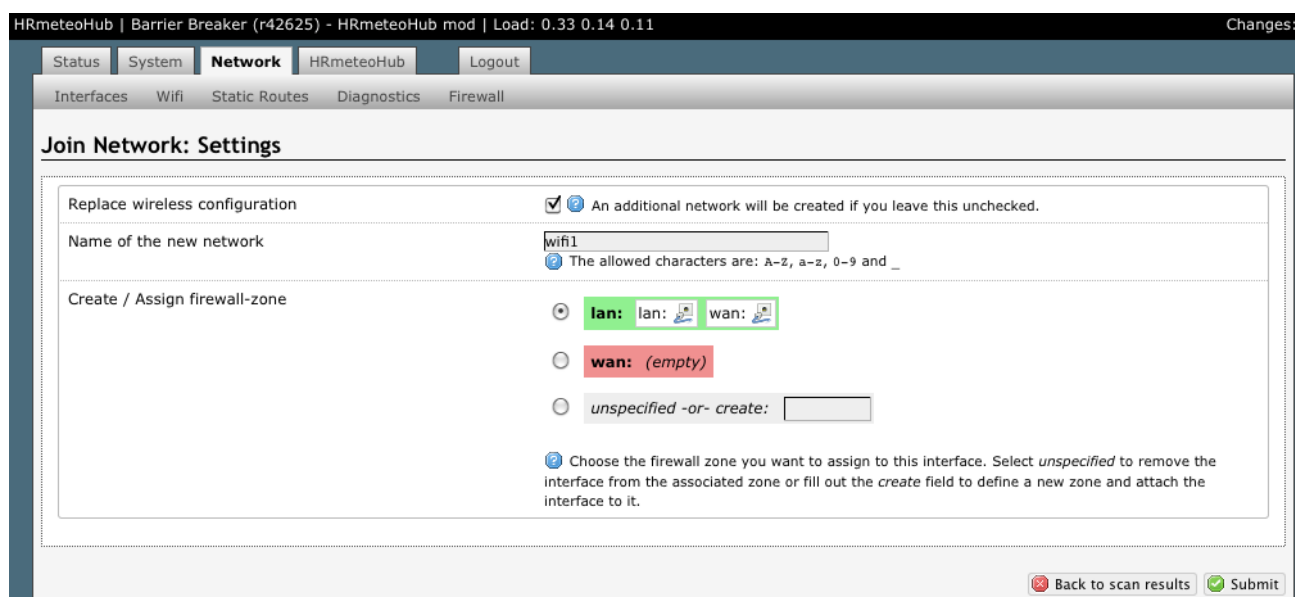 HRmeteoHub | Barrier Breaker (r42625) - HRmeteoHub mod | Load: 0.33 0.14 0.11 Changes:
Status System Network HRmeteoHub Logout
Interfaces Wifi Static Routes Diagnostics Firewall
Join Network: Settings
Replace wireless configuration An additional network will be created if you leave this unchecked.
Name of the new network wifi1
The allowed characters are: A-Z, a-z, 0-9 and _
Create / Assign firewall-zone
lan: lan: wan:
wan: (empty)
unspecified -or- create:
Choose the firewall zone you want to assign to this interface. Select unspecified to remove the
interface from the associated zone or fill out the create field to define a new zone and attach the
interface to it.
Back to scan results Submit